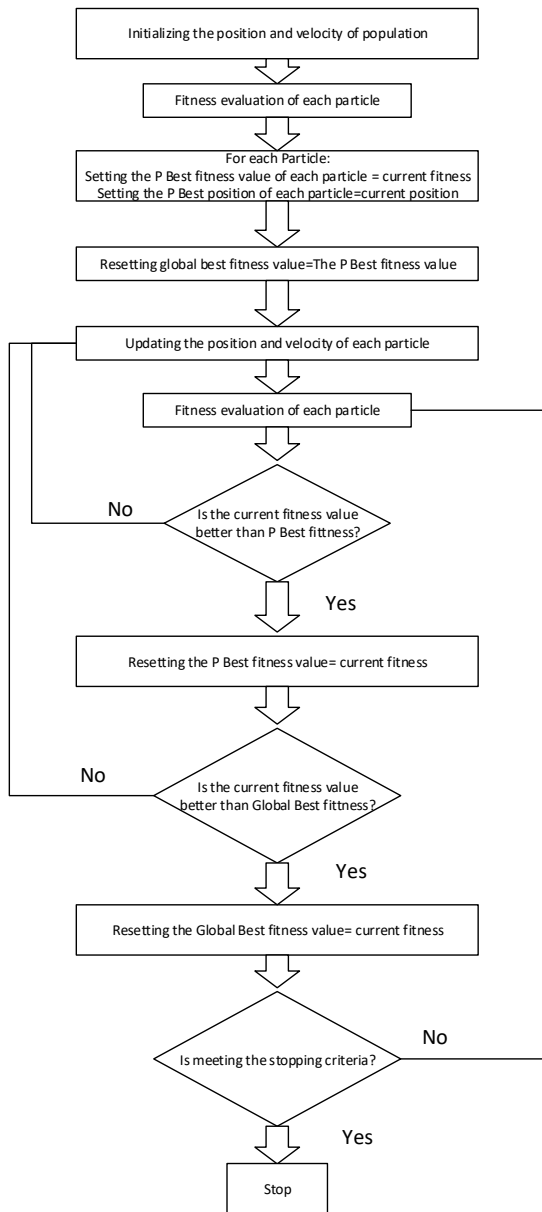 Initializing the position and velocity of population
Fitness evaluation of each particle
For each Particle:
Setting the P Best fitness value of each particle = current fitness
Setting the P Best position of each particle=current position
Resetting global best fitness value=The P Best fitness value
Updating the position and velocity of each particle
Fitness evaluation of each particle
No
Is the current fitness value
better than P Best fittness?
Yes
Resetting the P Best fitness value= current fitness
No
Is the current fitness value
better than Global Best fittness?
Yes
Resetting the Global Best fitness value= current fitness
No
Is meeting the stopping criteria?
Yes
Stop